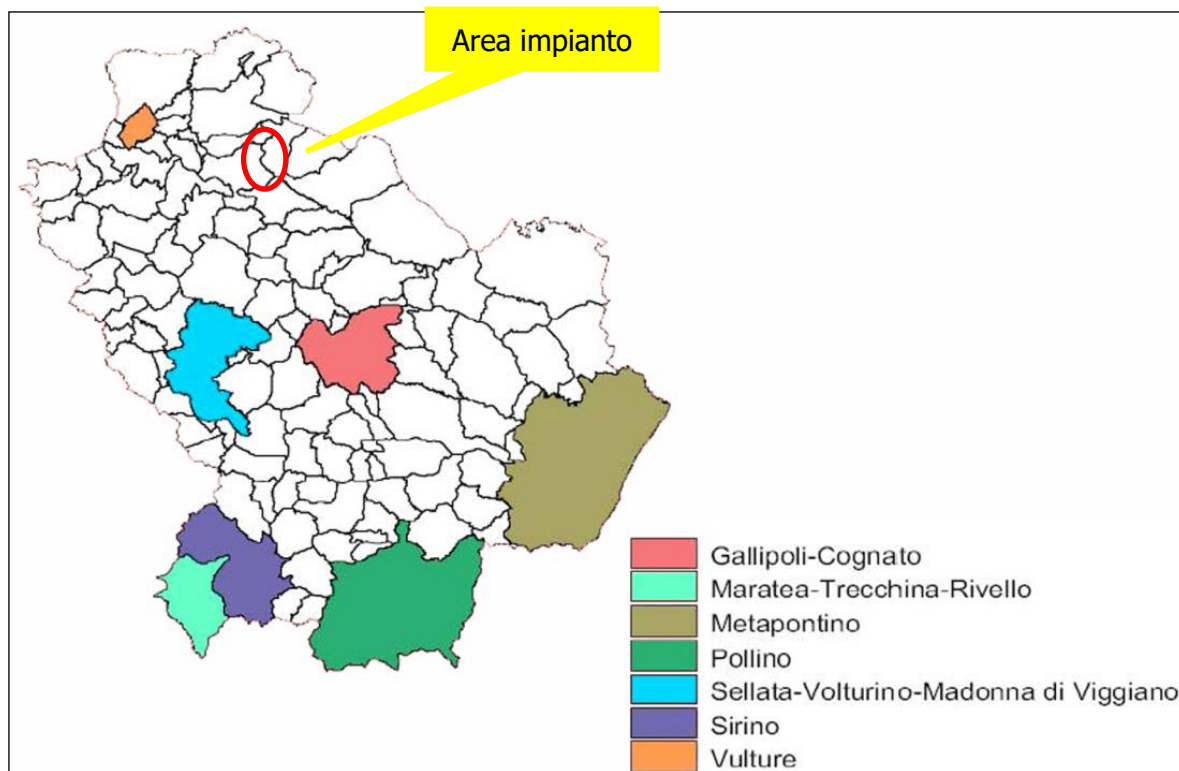 Area impianto
Gallipoli-Cognato
Maratea-Trecchina-Rivello
Metapontino
Pollino
Sellata-Volturino-Madonna di Viggiano
Sirino
Vulture